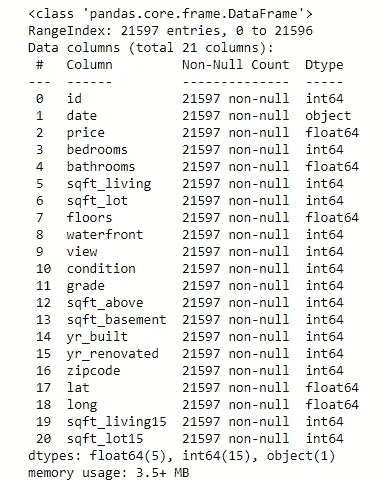 <class 'pandas.core.frame.DataFrame'>
RangeIndex: 21597 entries, 0 to 21596
Data columns (total 21 columns):
 #   Column         Non-Null Count  Dtype
---  ------         --------------  -----
 0   id             21597 non-null  int64
 1   date           21597 non-null  object
 2   price          21597 non-null  float64
 3   bedrooms       21597 non-null  int64
 4   bathrooms      21597 non-null  float64
 5   sqft_living    21597 non-null  int64
 6   sqft_lot       21597 non-null  int64
 7   floors         21597 non-null  float64
 8   waterfront     21597 non-null  int64
 9   view           21597 non-null  int64
 10  condition      21597 non-null  int64
 11  grade          21597 non-null  int64
 12  sqft_above     21597 non-null  int64
 13  sqft_basement  21597 non-null  int64
 14  yr_built       21597 non-null  int64
 15  yr_renovated   21597 non-null  int64
 16  zipcode        21597 non-null  int64
 17  lat            21597 non-null  float64
 18  long           21597 non-null  float64
 19  sqft_living15  21597 non-null  int64
 20  sqft_lot15     21597 non-null  int64
dtypes: float64(5), int64(15), object(1)
memory usage: 3.5+ MB